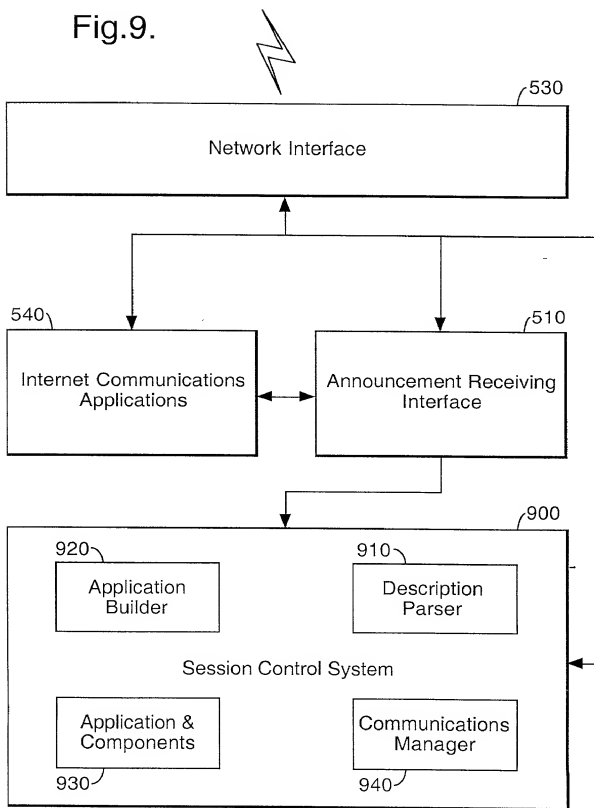 Fig.9.
530
Network Interface
540
510
Internet Communications
Applications
Announcement Receiving
Interface
900
920
910
Application
Builder
Description
Parser
Session Control System
Application &
Components
Communications
Manager
930
940